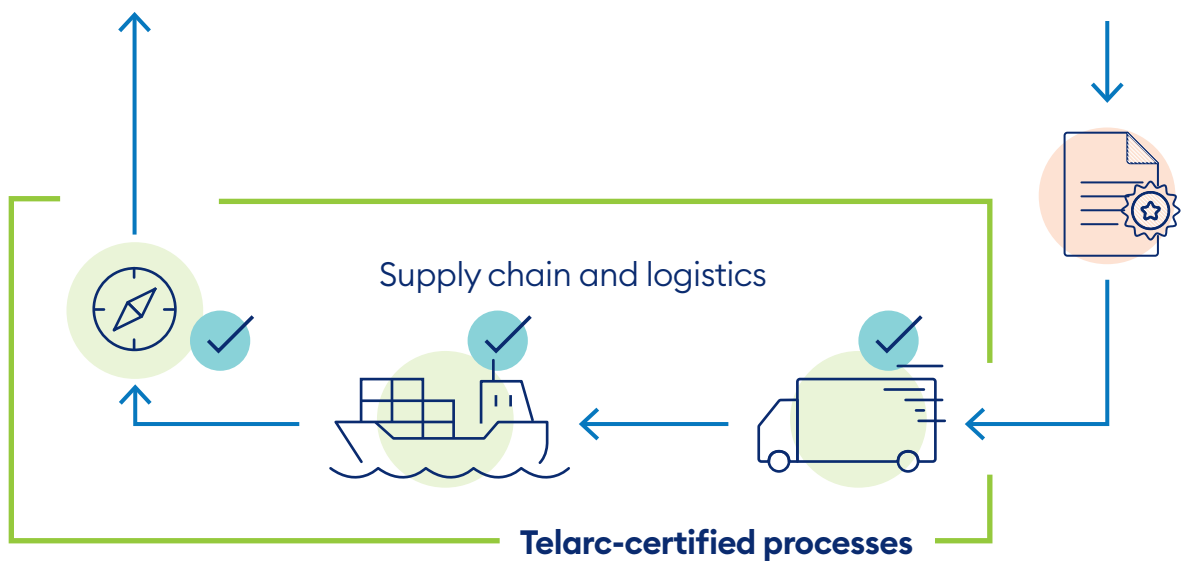 Supply chain and logistics
Telarc-certified processes